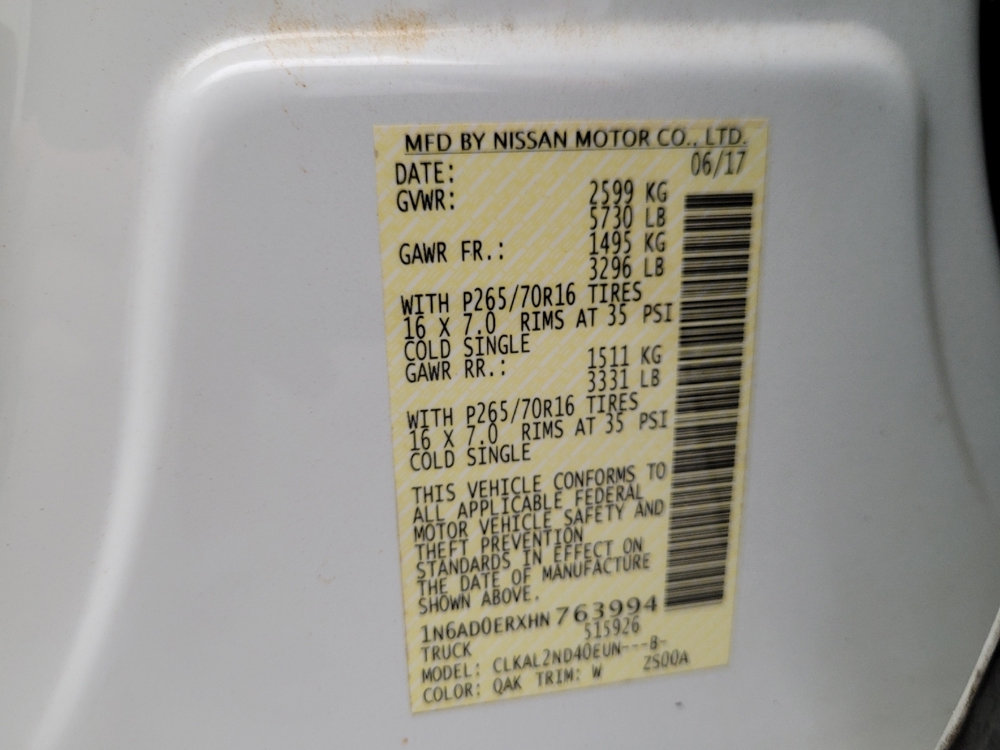 MFD BY NISSAN MOTOR CO., LTD.
DATE: 06/17
GVWR: 2599 KG
5730 LB
GAWR FR.: 1495 KG
3296 LB
WITH P265/70R16 TIRES
16 X 7.0 RIMS AT 35 PSI
COLD SINGLE
GAWR RR.: 1511 KG
3331 LB
WITH P265/70R16 TIRES
16 X 7.0 RIMS AT 35 PSI
COLD SINGLE
THIS VEHICLE CONFORMS TO
ALL APPLICABLE FEDERAL
MOTOR VEHICLE SAFETY AND
THEFT PREVENTION
STANDARDS IN EFFECT ON
THE DATE OF MANUFACTURE
SHOWN ABOVE.
1N6AD0ERXHN 763994
TRUCK 515926
MODEL: CLKAL2ND40EUN---B-
COLOR: QAK TRIM: W ZS00A